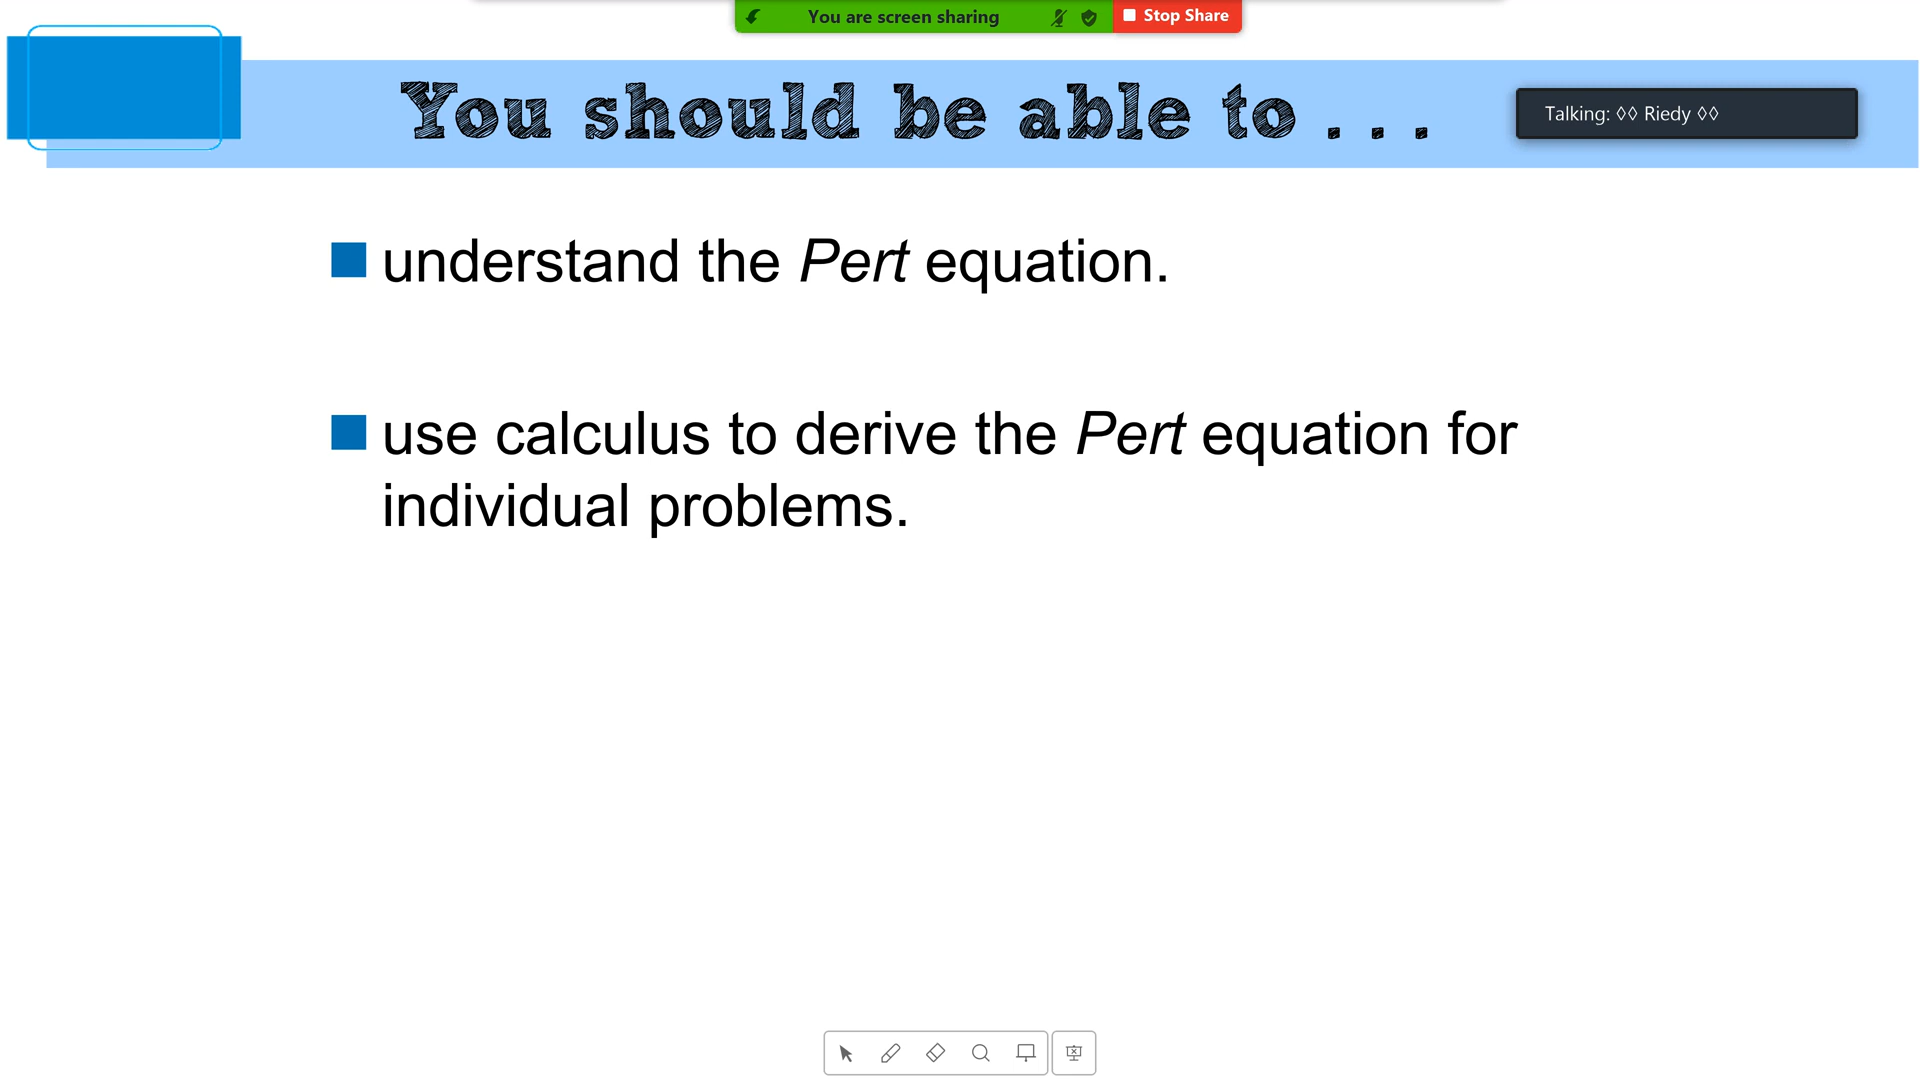 You are screen sharing
Stop Share
You should be able to . . .
Talking: ◊◊ Riedy ◊◊
understand the Pert equation.
use calculus to derive the Pert equation for
individual problems.